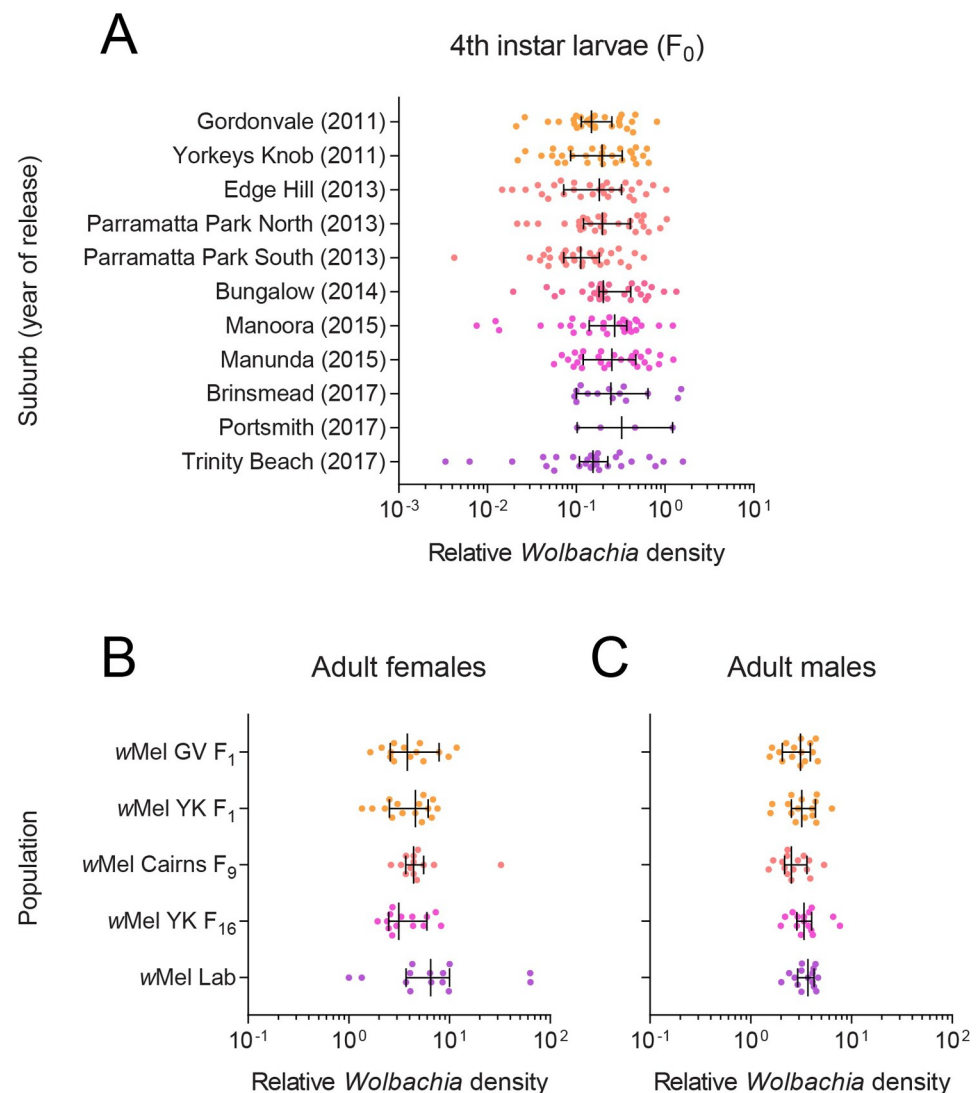 A
4th instar larvae (F₀)
Suburb (year of release)
Gordonvale (2011)
Yorkeys Knob (2011)
Edge Hill (2013)
Parramatta Park North (2013)
Parramatta Park South (2013)
Bungalow (2014)
Manoora (2015)
Manunda (2015)
Brinsmead (2017)
Portsmith (2017)
Trinity Beach (2017)
10⁻³ 10⁻² 10⁻¹ 10⁰ 10¹
Relative Wolbachia density
B
Adult females
Population
wMel GV F₁
wMel YK F₁
wMel Cairns F₉
wMel YK F₁₆
wMel Lab
10⁻¹ 10⁰ 10¹ 10²
Relative Wolbachia density
C
Adult males
10⁻¹ 10⁰ 10¹ 10²
Relative Wolbachia density